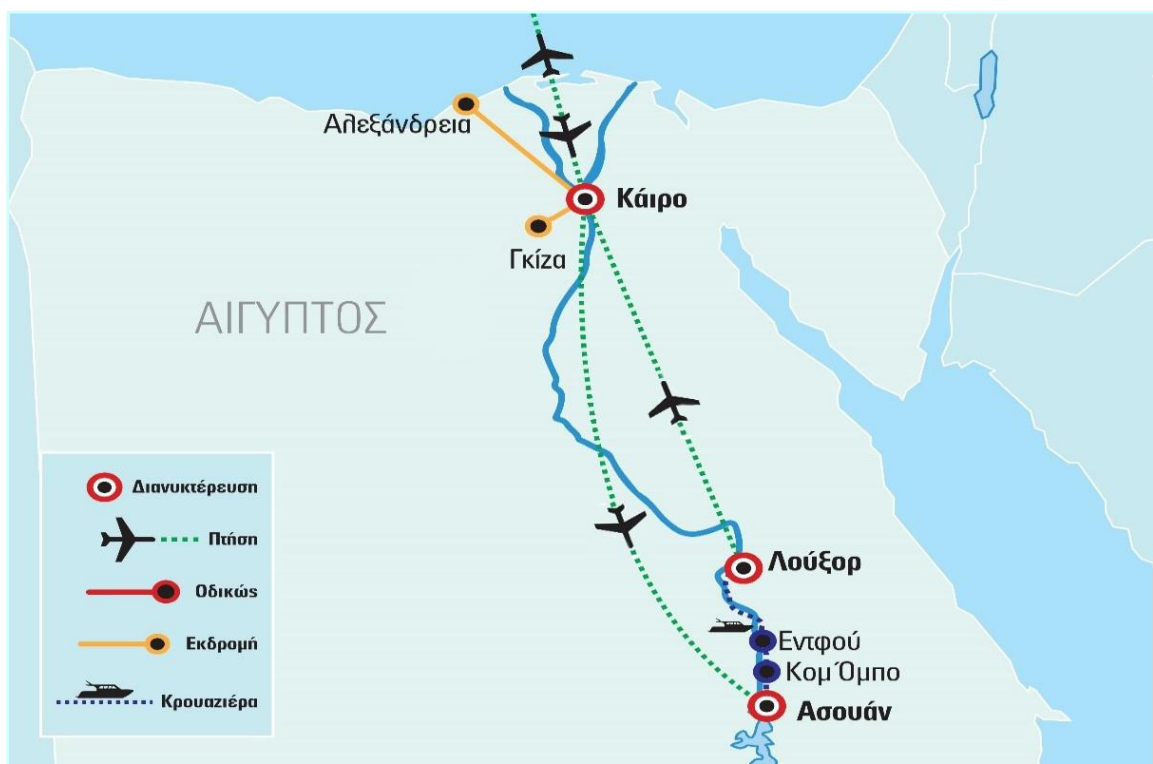 Αλεξάνδρεια
Κάιρο
Γκίζα
ΑΙΓΥΠΤΟΣ
Διανυκτέρευση
Πτήση
Οδικώς
Εκδρομή
Κρουαζιέρα
Λούξορ
Εντφού
Κομ Όμπο
Ασουάν